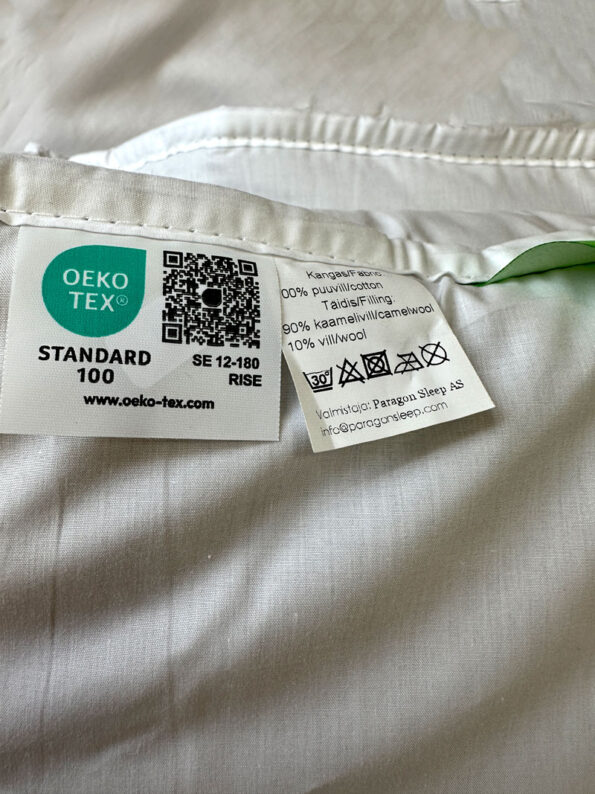 OEKO
TEX®
STANDARD
100
SE 12-180
RISE
www.oeko-tex.com
Kangas/Fabric
00% puuvill/cotton
Täidis/Filling.
90% kaamelivill/camelwool
10% vill/wool
30°
Valmistaja: Paragon Sleep AS
info@paragonsleep.com